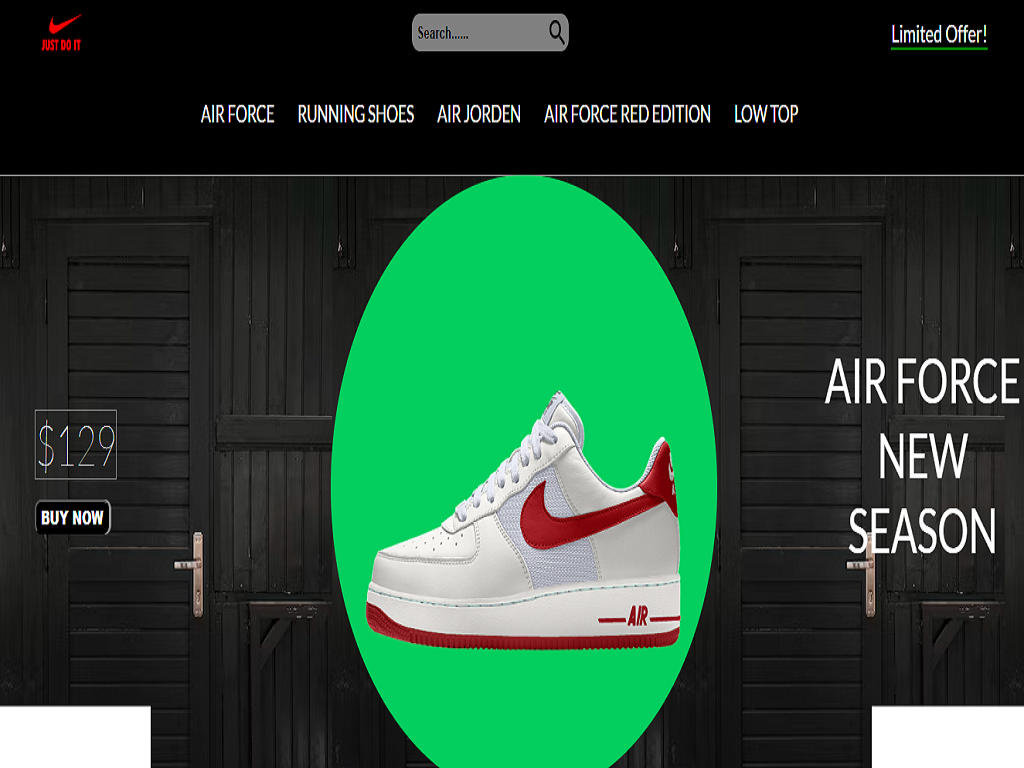 JUST DO IT
Search......
Limited Offer!
AIR FORCE
RUNNING SHOES
AIR JORDEN
AIR FORCE RED EDITION
LOW TOP
AIR FORCE
NEW
SEASON
$129
BUY NOW
AIR